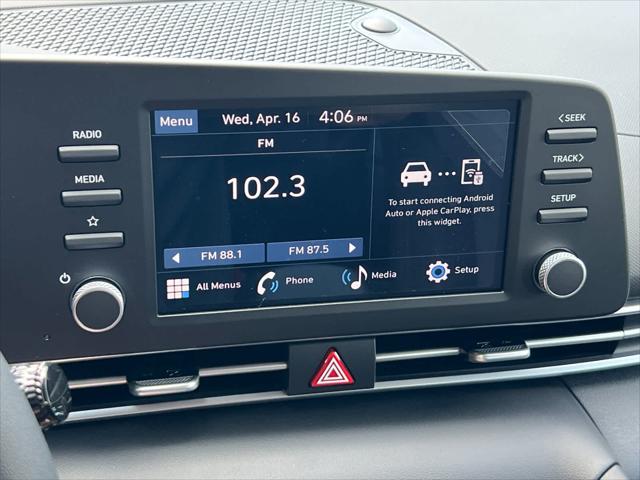 Menu Wed, Apr. 16 4:06 PM
FM
102.3
FM 88.1 FM 87.5
To start connecting Android
Auto or Apple CarPlay, press
this widget.
All Menus Phone Media Setup
RADIO
MEDIA
<SEEK
TRACK>
SETUP